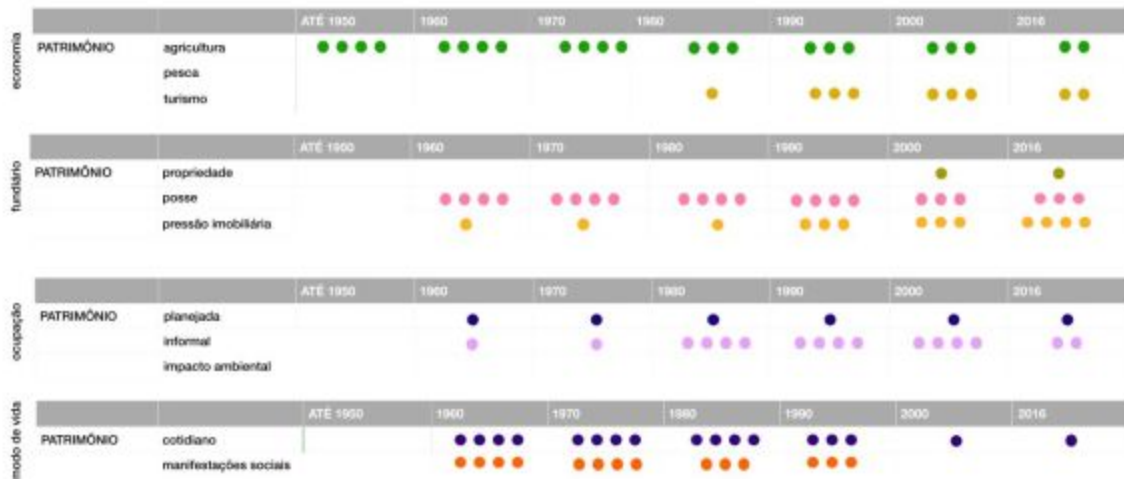 economia
ATÉ 1950 1960 1970 1980 1990 2000 2016
PATRIMÔNIO agricultura
pesca
turismo
fundiário
ATÉ 1950 1960 1970 1980 1990 2000 2016
PATRIMÔNIO propriedade
posse
pressão imobiliária
ocupação
ATÉ 1950 1960 1970 1980 1990 2000 2016
PATRIMÔNIO planejada
informal
impacto ambiental
modo de vida
ATÉ 1950 1960 1970 1980 1990 2000 2016
PATRIMÔNIO cotidiano
manifestações sociais